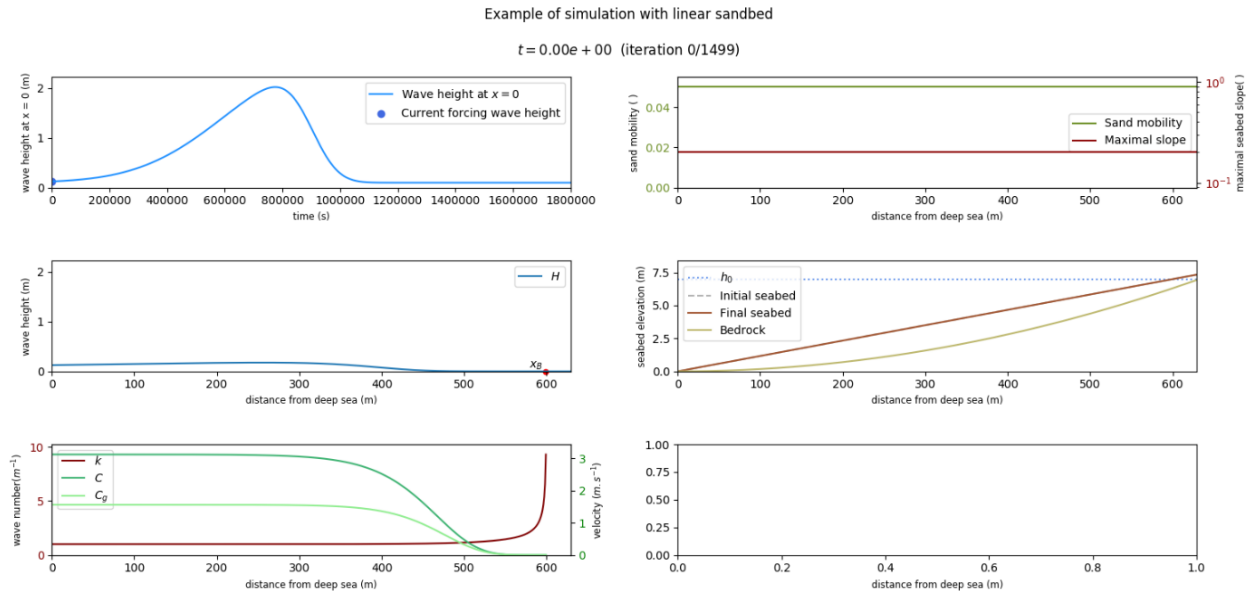 Example of simulation with linear sandbed
t = 0.00e + 00 (iteration 0/1499)
wave height at x = 0 (m)
2
1
0
Wave height at x = 0
Current forcing wave height
0 200000 400000 600000 800000 1000000 1200000 1400000 1600000 1800000
time (s)
sand mobility ( )
0.04
0.02
0.00
Sand mobility
Maximal slope
10⁰
10⁻¹
maximal seabed slope( )
0 100 200 300 400 500 600
distance from deep sea (m)
wave height (m)
2
1
0
H
x_B
0 100 200 300 400 500 600
distance from deep sea (m)
seabed elevation (m)
7.5
5.0
2.5
0.0
h₀
Initial seabed
Final seabed
Bedrock
0 100 200 300 400 500 600
distance from deep sea (m)
wave number(m⁻¹)
10
5
0
k
C
C_g
3
2
1
0
velocity (m.s⁻¹)
0 100 200 300 400 500 600
distance from deep sea (m)
1.00
0.75
0.50
0.25
0.00
0.0 0.2 0.4 0.6 0.8 1.0
distance from deep sea (m)